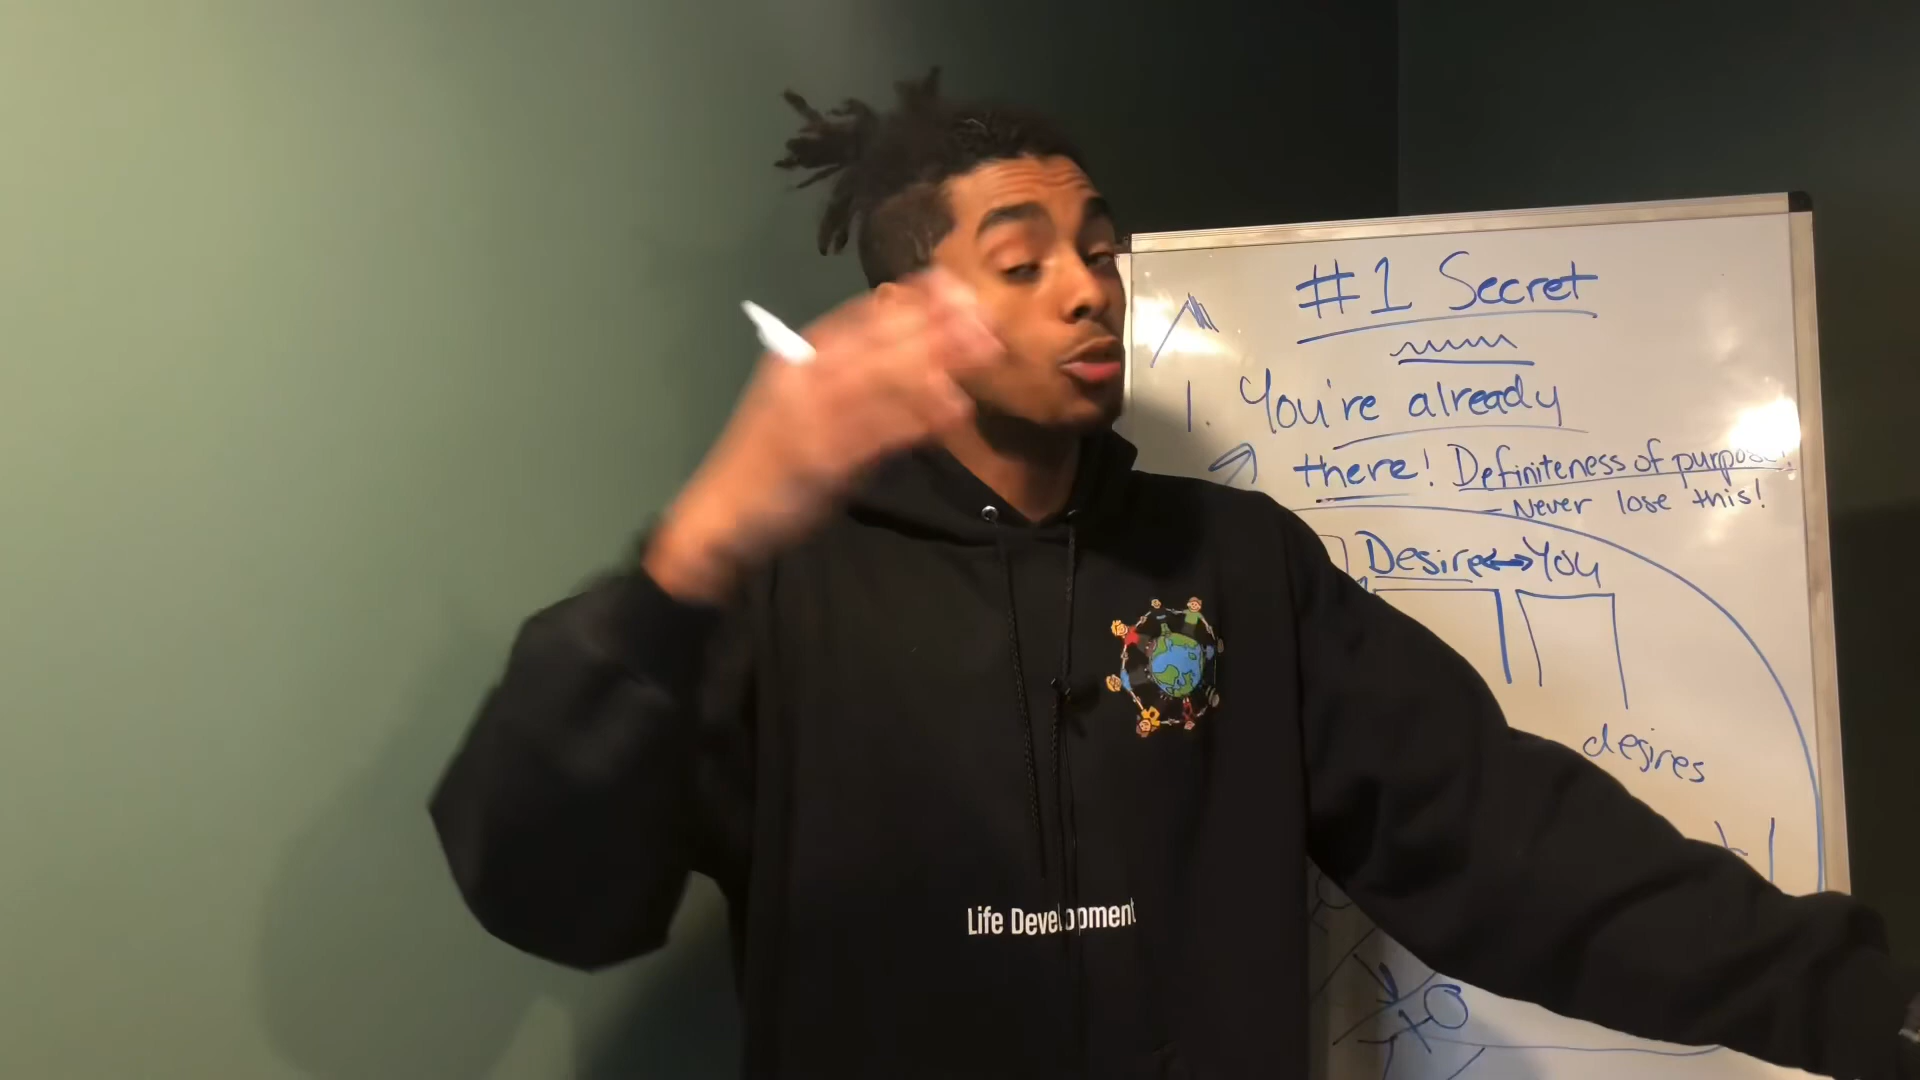 #1 Secret
1. You're already
there! Definiteness of purpose!
- Never lose this!
Desire ↔ You
desires
Life Development